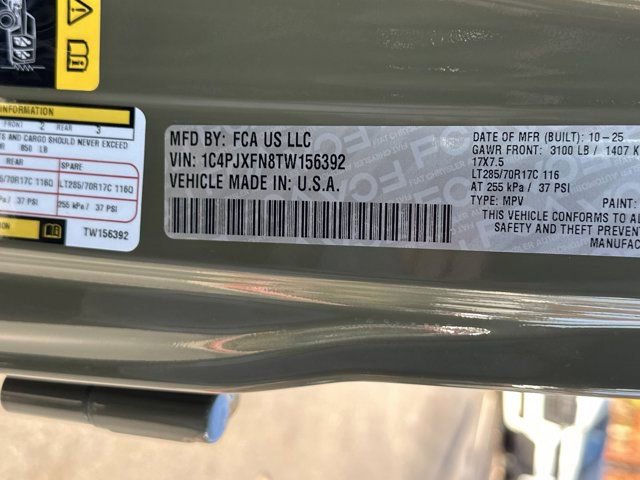 INFORMATION
FRONT 2 REAR 3
TS AND CARGO SHOULD NEVER EXCEED
OR 850 LB
REAR SPARE
5/70R17C 116Q LT285/70R17C 116Q
/ 37 PSI 255 kPa / 37 PSI
TW156392
MFD BY: FCA US LLC
VIN: 1C4PJXFN8TW156392
VEHICLE MADE IN: U.S.A.
DATE OF MFR (BUILT): 10-25
GAWR FRONT: 3100 LB / 1407 K
17X7.5
LT285/70R17C 116
AT 255 kPa / 37 PSI
TYPE: MPV PAINT:
THIS VEHICLE CONFORMS TO AL
SAFETY AND THEFT PREVENT
MANUFAC